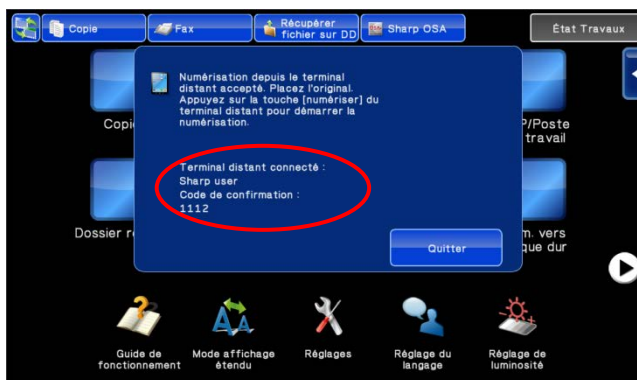 Copie
Fax
Récupérer
fichier sur DD
Sharp OSA
État Travaux
Numérisation depuis le terminal
distant accepté. Placez l'original.
Appuyez sur la touche [numériser] du
terminal distant pour démarrer la
numérisation.
Terminal distant connecté :
Sharp user
Code de confirmation :
1112
Quitter
Copi
P/Poste
travail
Dossier r
m. vers
que dur
Guide de
fonctionnement
Mode affichage
étendu
Réglages
Réglage du
langage
Réglage de
luminosité